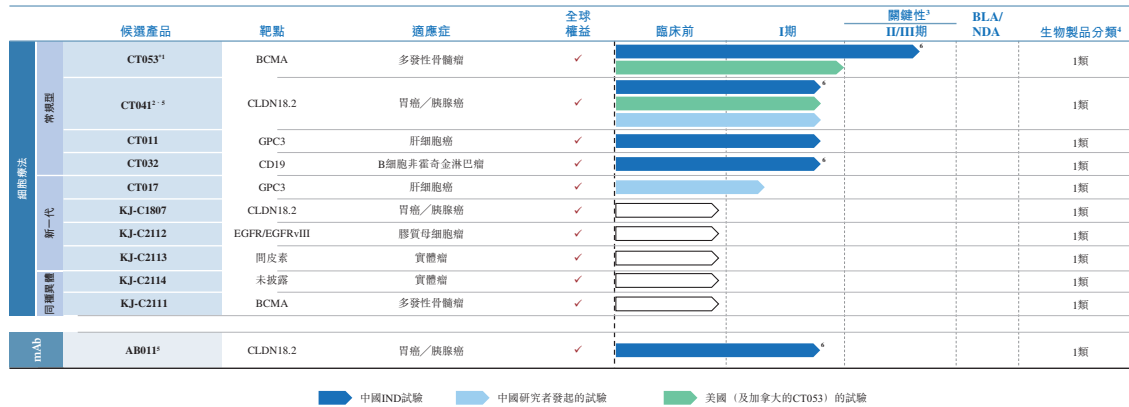 候選產品 靶點 適應症 全球權益 臨床前 I期 關鍵性3 II/III期 BLA/NDA 生物製品分類4
細胞療法
常規型
CT053*1 BCMA 多發性骨髓瘤 ✓ 6 1類
CT0412、5 CLDN18.2 胃癌／胰腺癌 ✓ 6 1類
CT011 GPC3 肝細胞癌 ✓ 1類
CT032 CD19 B細胞非霍奇金淋巴瘤 ✓ 6 1類
新一代
CT017 GPC3 肝細胞癌 ✓ 1類
KJ-C1807 CLDN18.2 胃癌／胰腺癌 ✓ 1類
KJ-C2112 EGFR/EGFRvIII 膠質母細胞瘤 ✓ 1類
KJ-C2113 間皮素 實體瘤 ✓ 1類
同種異體
KJ-C2114 未披露 實體瘤 ✓ 1類
KJ-C2111 BCMA 多發性骨髓瘤 ✓ 1類
mAb
AB0115 CLDN18.2 胃癌／胰腺癌 ✓ 6 1類
中國IND試驗 中國研究者發起的試驗 美國（及加拿大的CT053）的試驗